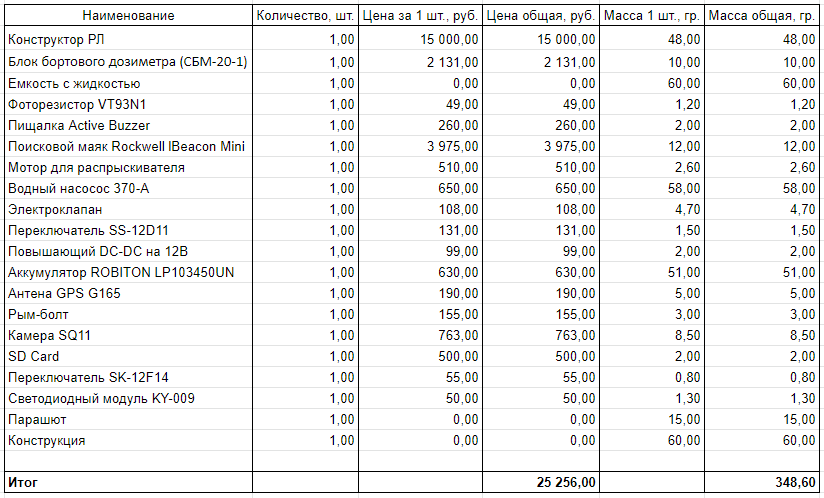 Наименование Количество, шт. Цена за 1 шт., руб. Цена общая, руб. Масса 1 шт., гр. Масса общая, гр.
Конструктор РЛ 1,00 15 000,00 15 000,00 48,00 48,00
Блок бортового дозиметра (СБМ-20-1) 1,00 2 131,00 2 131,00 10,00 10,00
Емкость с жидкостью 1,00 0,00 0,00 60,00 60,00
Фоторезистор VT93N1 1,00 49,00 49,00 1,20 1,20
Пищалка Active Buzzer 1,00 260,00 260,00 2,00 2,00
Поисковой маяк Rockwell IBeacon Mini 1,00 3 975,00 3 975,00 12,00 12,00
Мотор для распрыскивателя 1,00 510,00 510,00 2,60 2,60
Водный насосос 370-А 1,00 650,00 650,00 58,00 58,00
Электроклапан 1,00 108,00 108,00 4,70 4,70
Переключатель SS-12D11 1,00 131,00 131,00 1,50 1,50
Повышающий DC-DC на 12В 1,00 99,00 99,00 2,00 2,00
Аккумулятор ROBITON LP103450UN 1,00 630,00 630,00 51,00 51,00
Антена GPS G165 1,00 190,00 190,00 5,00 5,00
Рым-болт 1,00 155,00 155,00 3,00 3,00
Камера SQ11 1,00 763,00 763,00 8,50 8,50
SD Card 1,00 500,00 500,00 2,00 2,00
Переключатель SK-12F14 1,00 55,00 55,00 0,80 0,80
Светодиодный модуль KY-009 1,00 50,00 50,00 1,30 1,30
Парашют 1,00 0,00 0,00 15,00 15,00
Конструкция 1,00 0,00 0,00 60,00 60,00
Итог 25 256,00 348,60